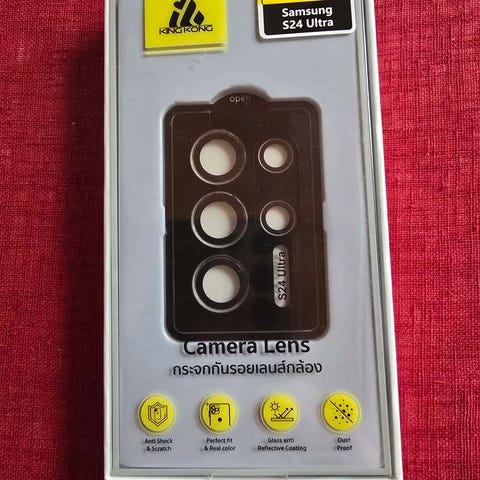 KING KONG
Samsung
S24 Ultra
open
S24 Ultra
Camera Lens
กระจกกันรอยเลนส์กล้อง
Anti Shock
& Scratch
Perfect fit
& Real color
Glass anti
Reflective Coating
Dust
Proof